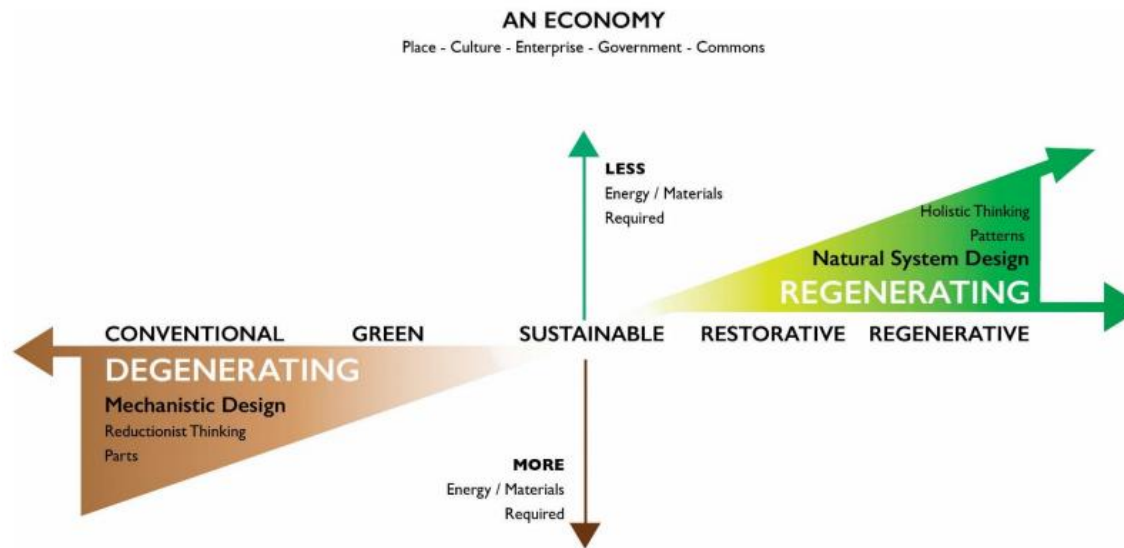 AN ECONOMY
Place - Culture - Enterprise - Government - Commons
LESS
Energy / Materials
Required
Holistic Thinking
Patterns
Natural System Design
REGENERATING
CONVENTIONAL GREEN SUSTAINABLE RESTORATIVE REGENERATIVE
DEGENERATING
Mechanistic Design
Reductionist Thinking
Parts
MORE
Energy / Materials
Required